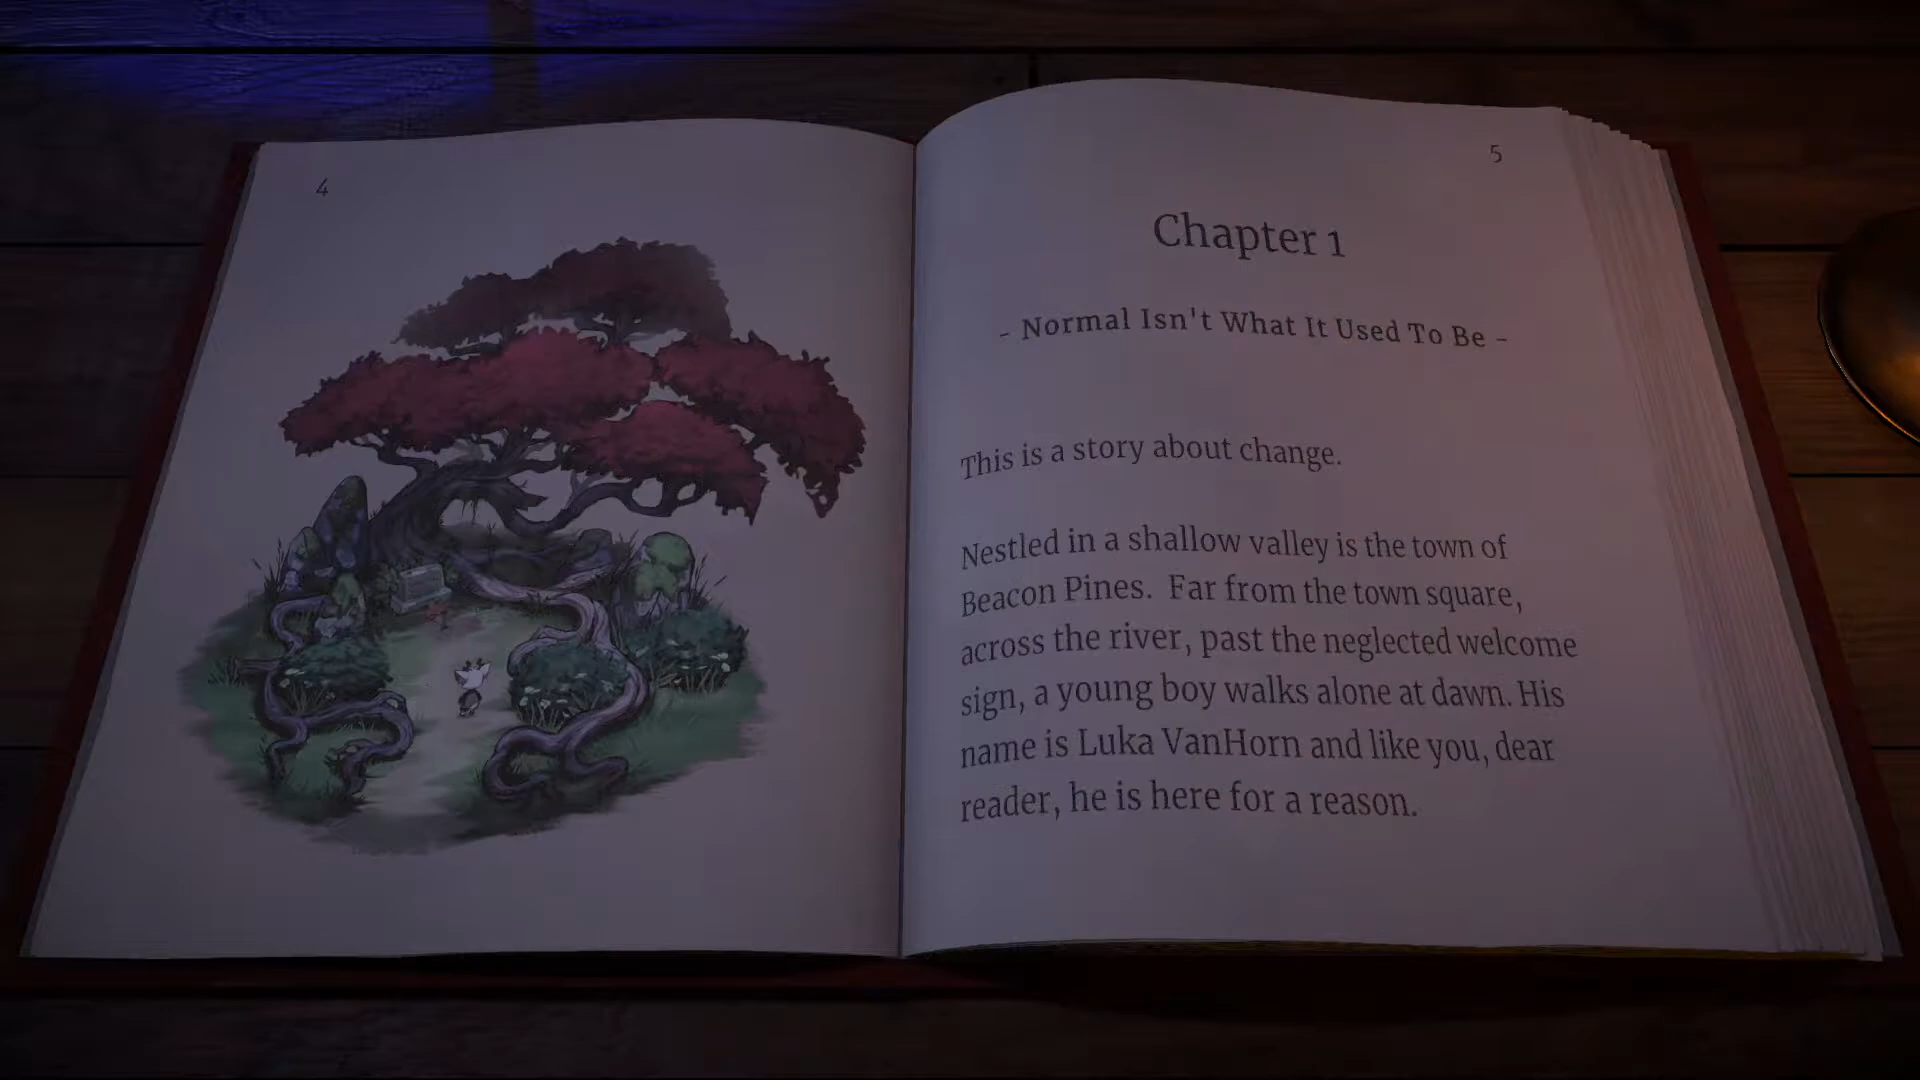 4
5
Chapter 1
- Normal Isn't What It Used To Be -
This is a story about change.
Nestled in a shallow valley is the town of
Beacon Pines.  Far from the town square,
across the river, past the neglected welcome
sign, a young boy walks alone at dawn. His
name is Luka VanHorn and like you, dear
reader, he is here for a reason.